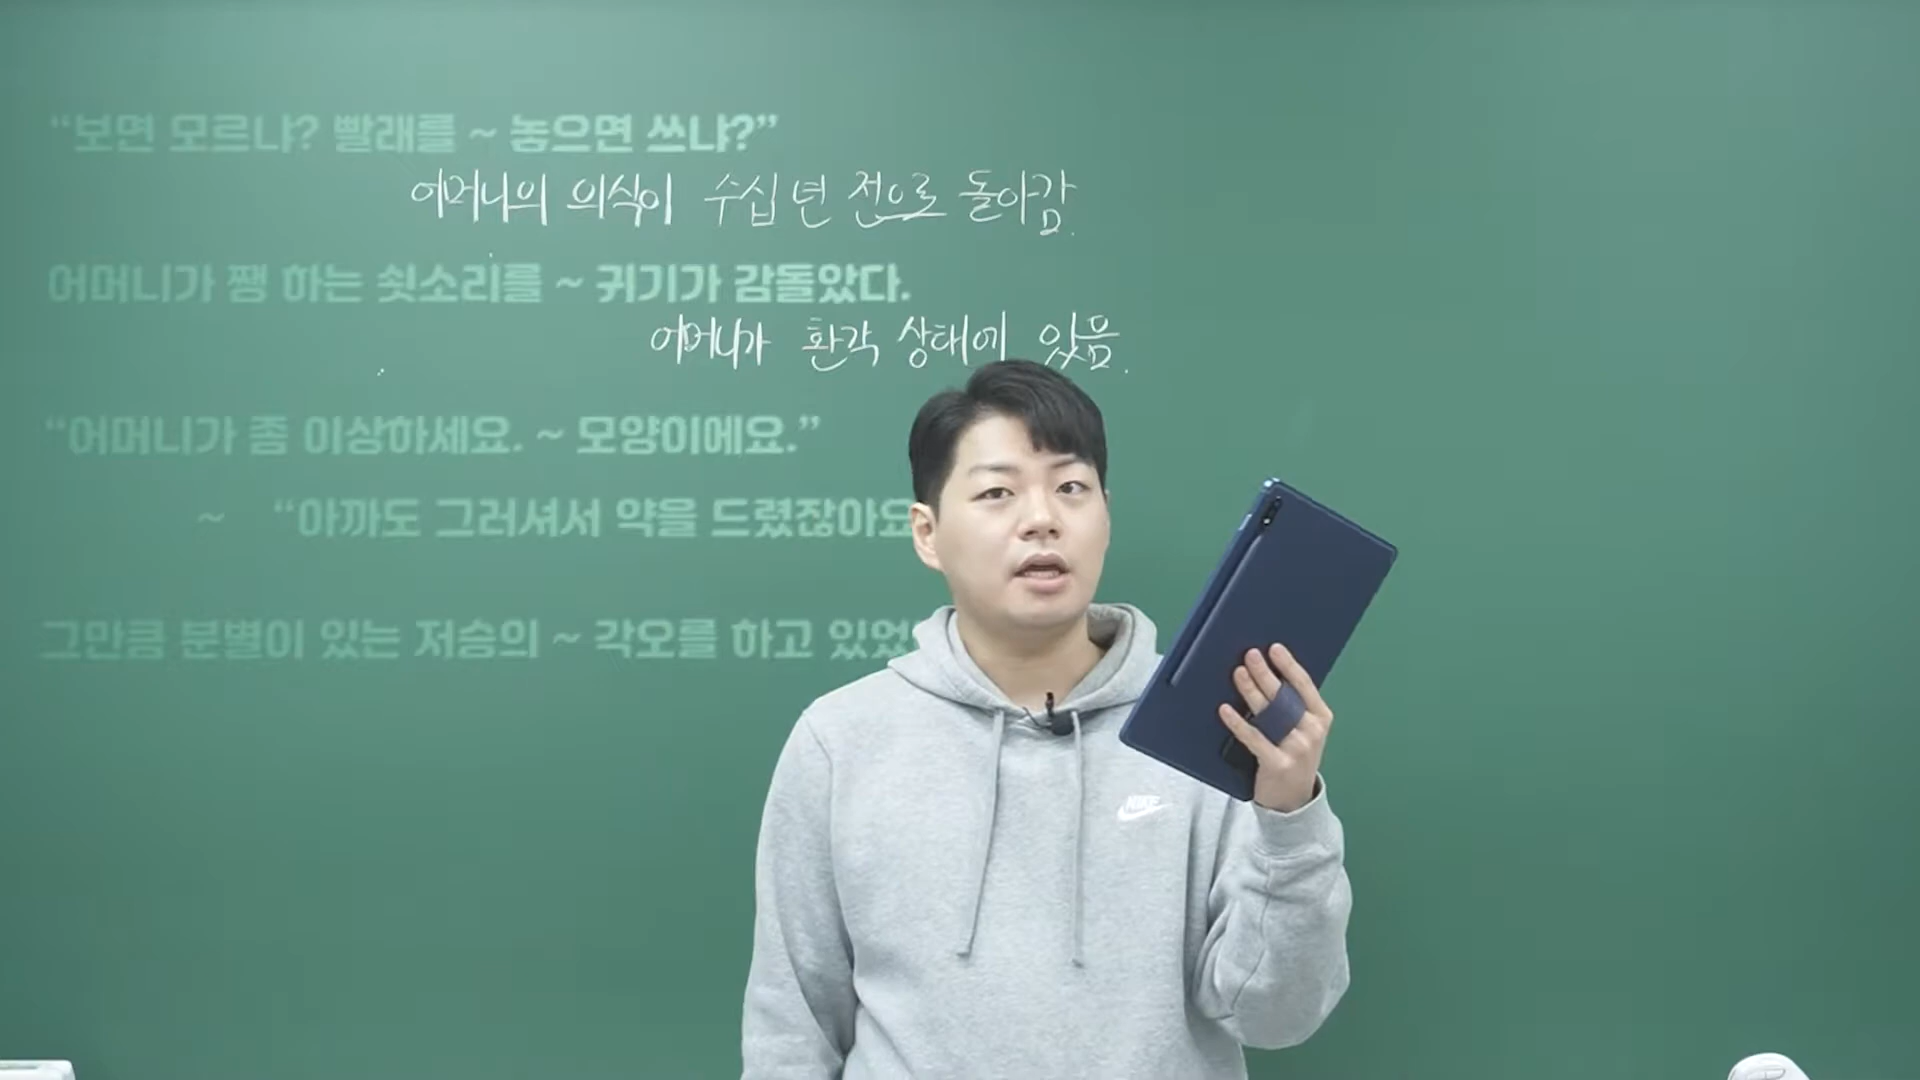 “보면 모르냐? 빨래를 ~ 놓으면 쓰냐?”
어머니의 의식이 수십 년 전으로 돌아감.
어머니가 쨍 하는 쇳소리를 ~ 귀기가 감돌았다.
어머니가 환각 상태에 있음.
“어머니가 좀 이상하세요. ~ 모양이에요.”
~ “아까도 그러셔서 약을 드렸잖아요
그만큼 분별이 있는 저승의 ~ 각오를 하고
NIKE